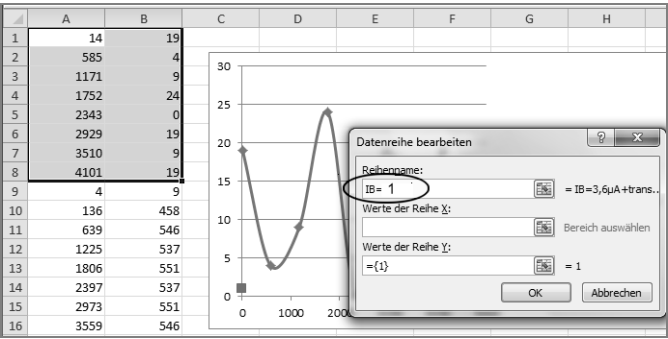 A B C D E F G H
1 14 19
2 585 4
3 1171 9
4 1752 24
5 2343 0
6 2929 19
7 3510 9
8 4101 19
9 4 9
10 136 458
11 639 546
12 1225 537
13 1806 551
14 2397 537
15 2973 551
16 3559 546
30
25
20
15
10
5
0
0 1000 200
Datenreihe bearbeiten
Reihenname:
IB= 1 = IB=3,6µA+trans..
Werte der Reihe X:
Bereich auswählen
Werte der Reihe Y:
={1} = 1
OK Abbrechen